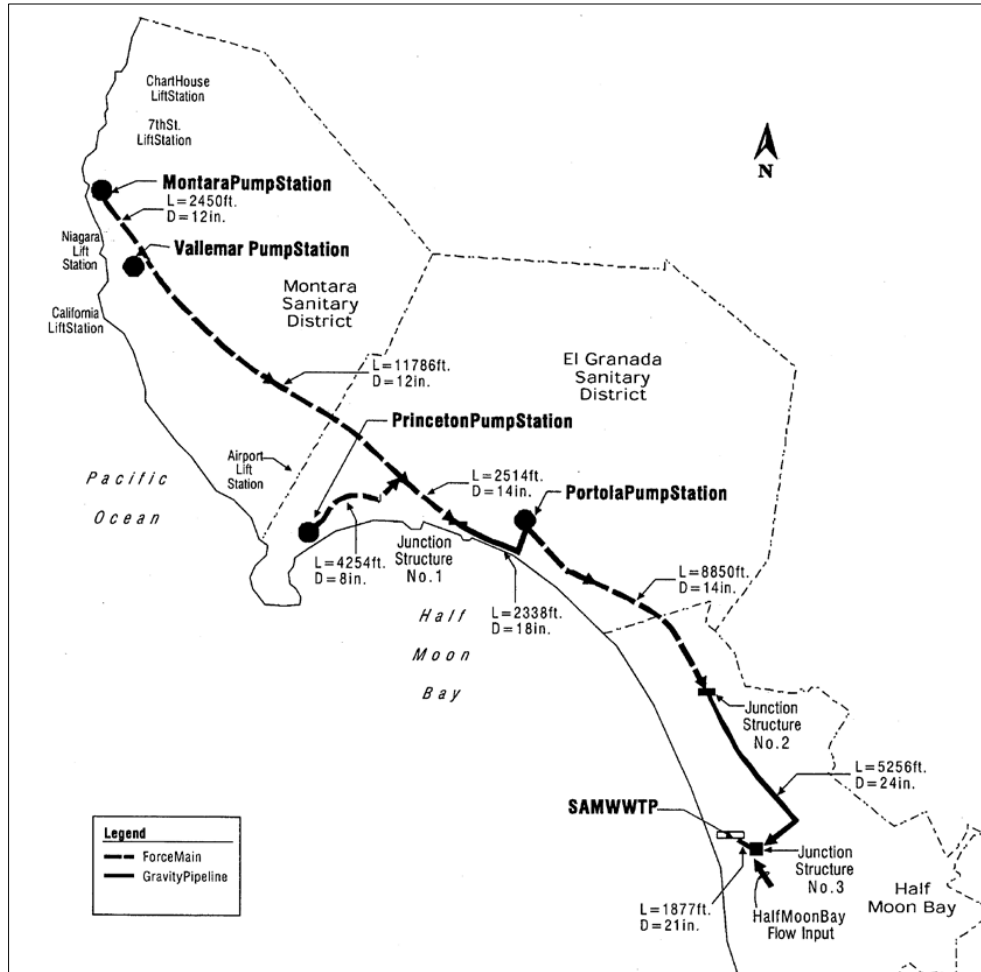 ChartHouse
LiftStation
7thSt.
LiftStation
N
MontaraPumpStation
L=2450ft.
D=12in.
Niagara
Lift
Station
Vallemar PumpStation
Montara
Sanitary
District
California
LiftStation
El Granada
Sanitary
District
L=11786ft.
D=12in.
PrincetonPumpStation
Airport
Lift
Station
Pacific
Ocean
L=2514ft.
D=14in.
PortolaPumpStation
L=4254ft.
D=8in.
Junction
Structure
No.1
L=2338ft.
D=18in.
L=8850ft.
D=14in.
Half
Moon
Bay
Junction
Structure
No.2
L=5256ft.
D=24in.
SAMWWTP
Junction
Structure
No.3
L=1877ft.
D=21in.
HalfMoonBay
Flow Input
Half
Moon Bay
Legend
ForceMain
GravityPipeline